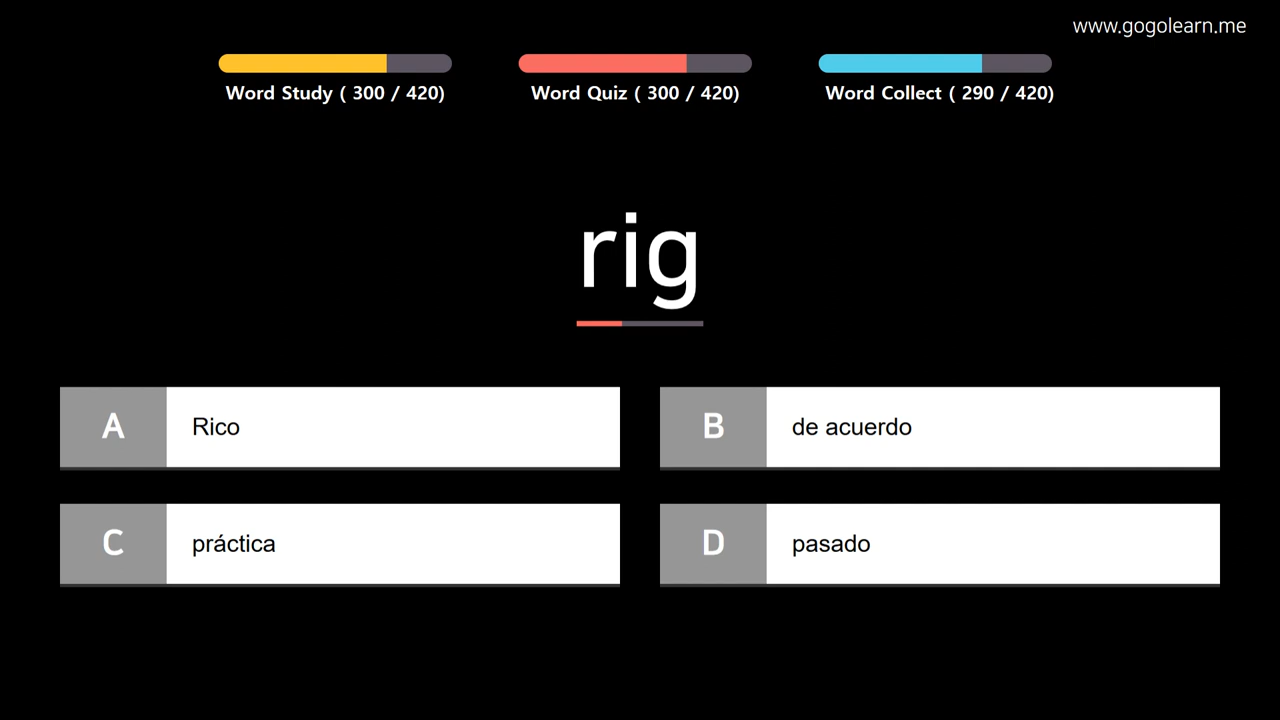 www.gogolearn.me
Word Study ( 300 / 420)
Word Quiz ( 300 / 420)
Word Collect ( 290 / 420)
rig
A Rico
B de acuerdo
C práctica
D pasado